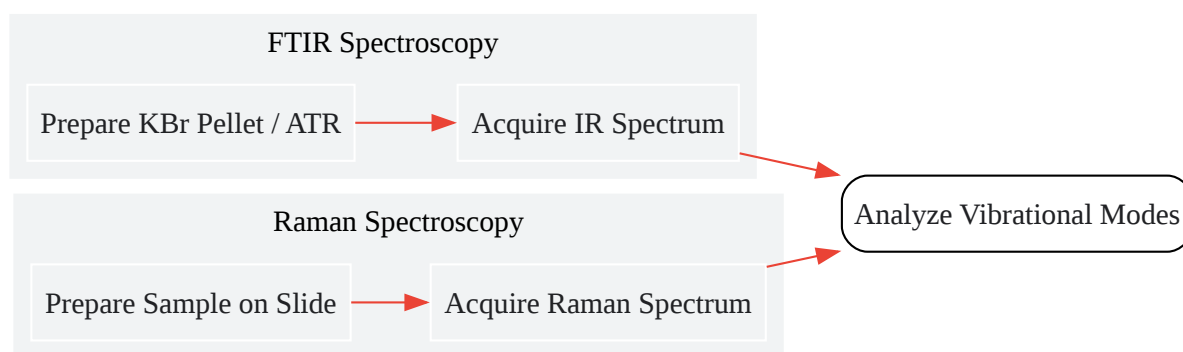 FTIR Spectroscopy
Prepare KBr Pellet / ATR
Acquire IR Spectrum
Raman Spectroscopy
Prepare Sample on Slide
Acquire Raman Spectrum
Analyze Vibrational Modes